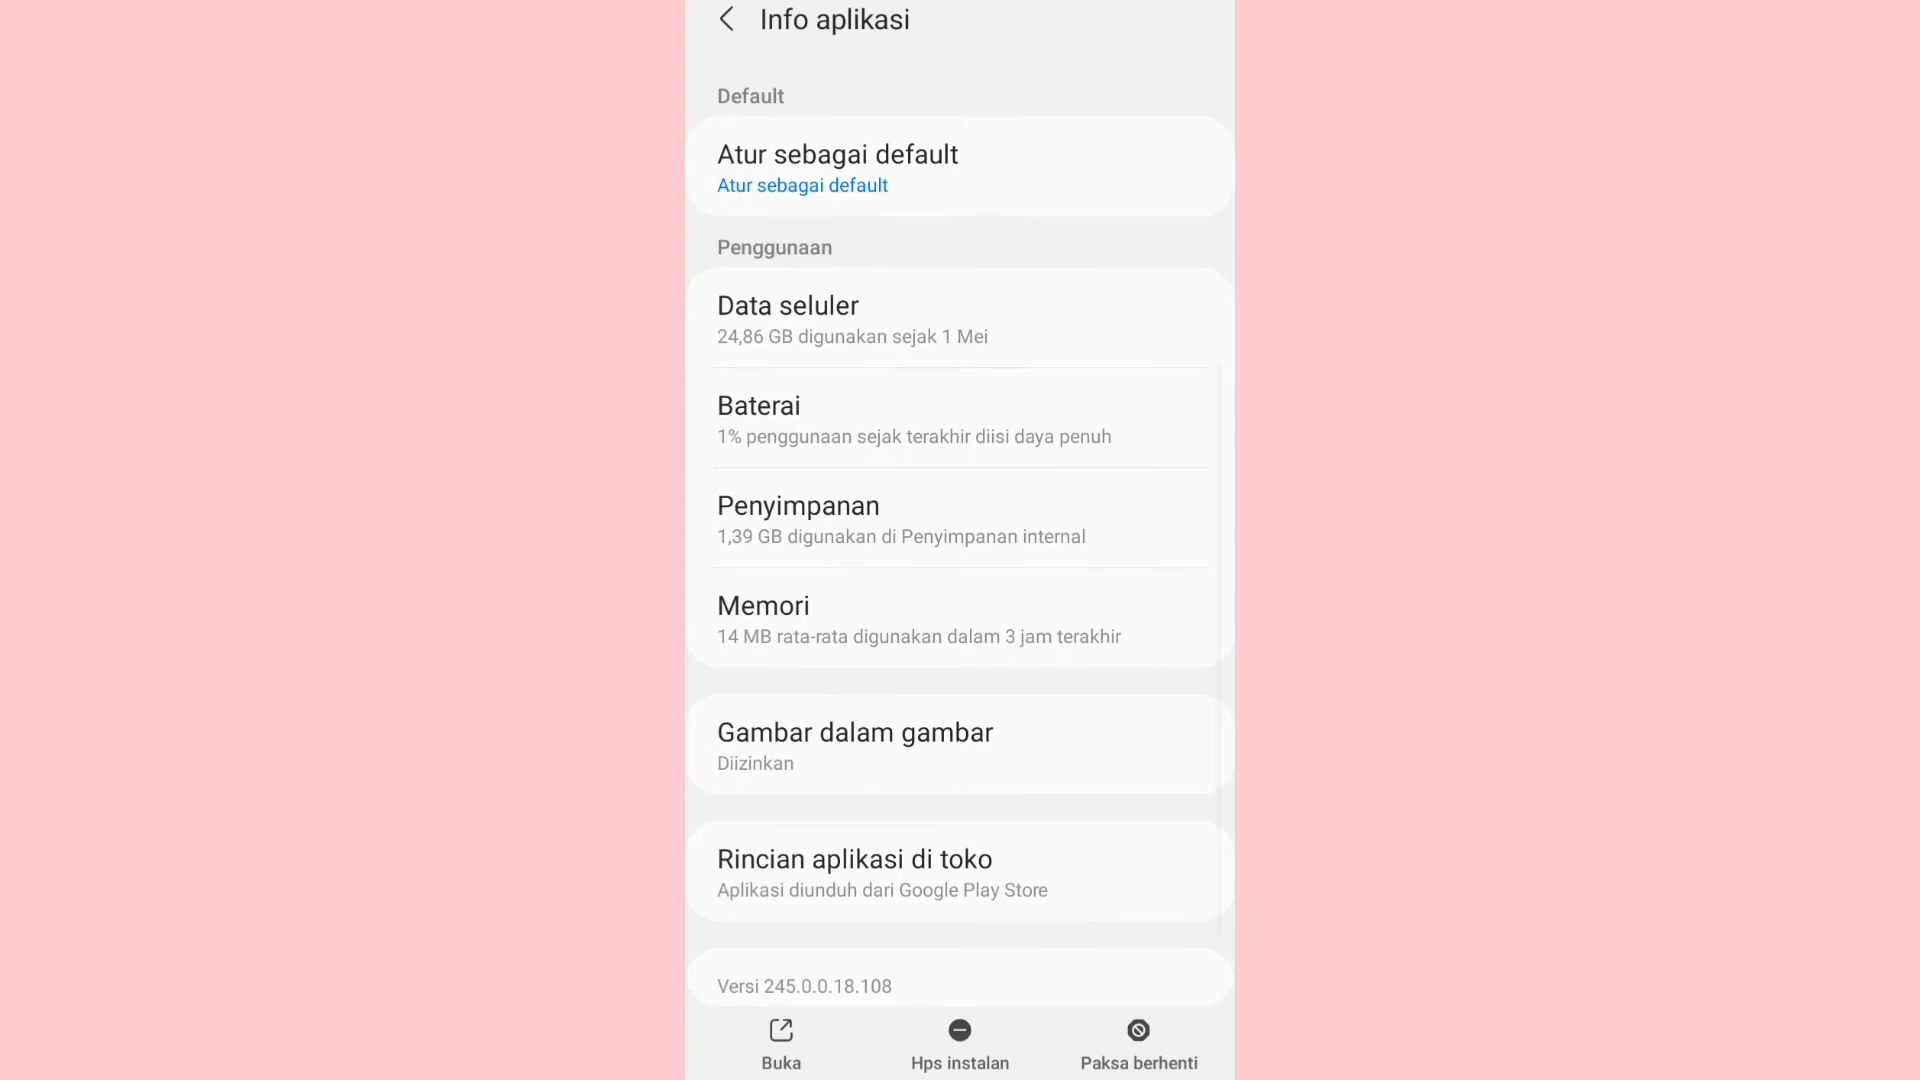 Info aplikasi
Default
Atur sebagai default
Atur sebagai default
Penggunaan
Data seluler
24,86 GB digunakan sejak 1 Mei
Baterai
1% penggunaan sejak terakhir diisi daya penuh
Penyimpanan
1,39 GB digunakan di Penyimpanan internal
Memori
14 MB rata-rata digunakan dalam 3 jam terakhir
Gambar dalam gambar
Diizinkan
Rincian aplikasi di toko
Aplikasi diunduh dari Google Play Store
Versi 245.0.0.18.108
Buka
Hps instalan
Paksa berhenti